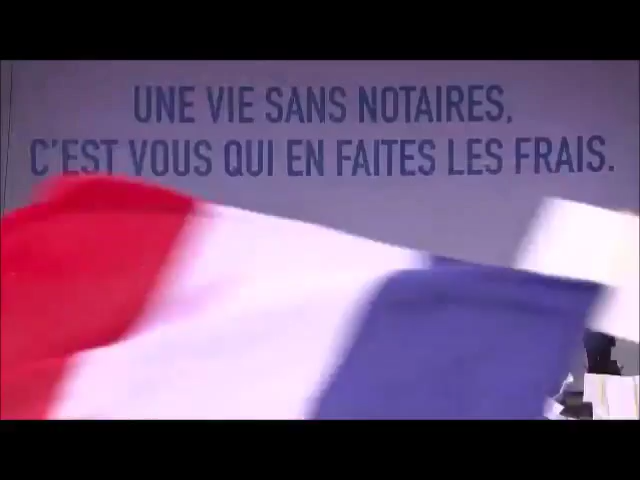 UNE VIE SANS NOTAIRES,
C'EST VOUS QUI EN FAITES LES FRAIS.